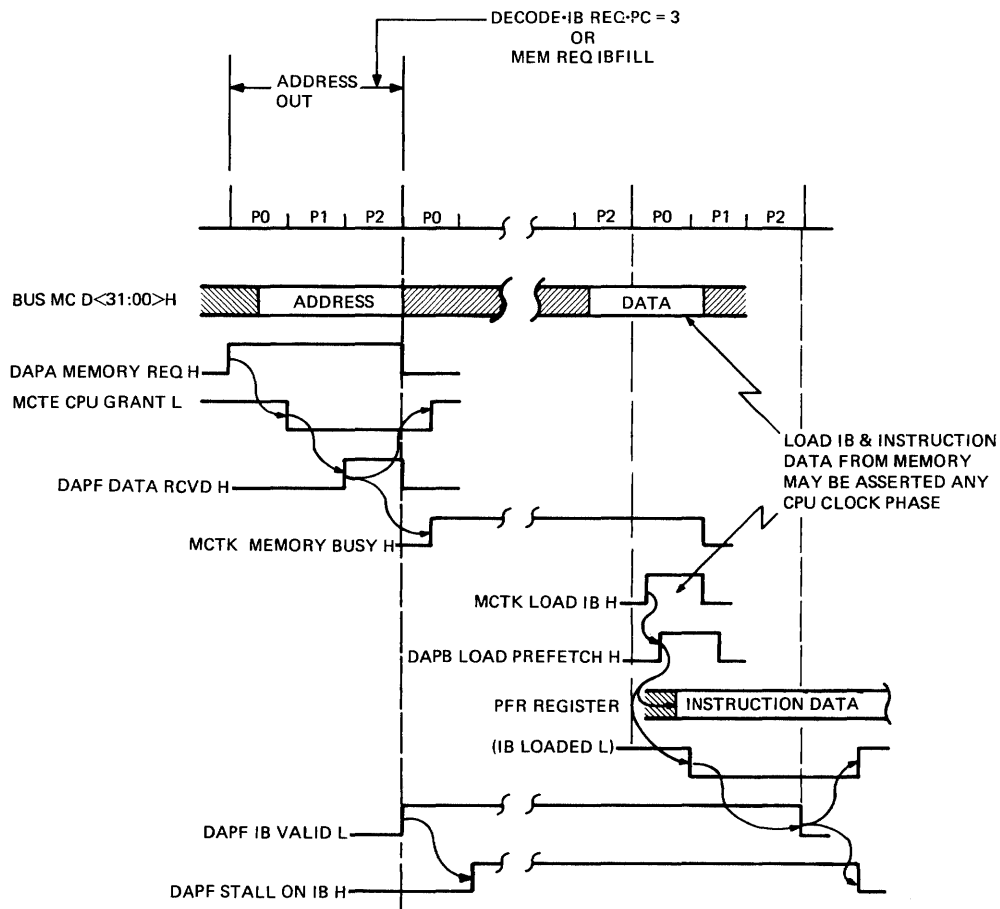 DECODE·IB REQ·PC = 3
OR
MEM REQ IBFILL
ADDRESS
OUT
P0 P1 P2 P0 P2 P0 P1 P2
BUS MC D<31:00>H
ADDRESS
DATA
DAPA MEMORY REQ H
MCTE CPU GRANT L
DAPF DATA RCVD H
LOAD IB & INSTRUCTION
DATA FROM MEMORY
MAY BE ASSERTED ANY
CPU CLOCK PHASE
MCTK MEMORY BUSY H
MCTK LOAD IB H
DAPB LOAD PREFETCH H
PFR REGISTER
INSTRUCTION DATA
(IB LOADED L)
DAPF IB VALID L
DAPF STALL ON IB H